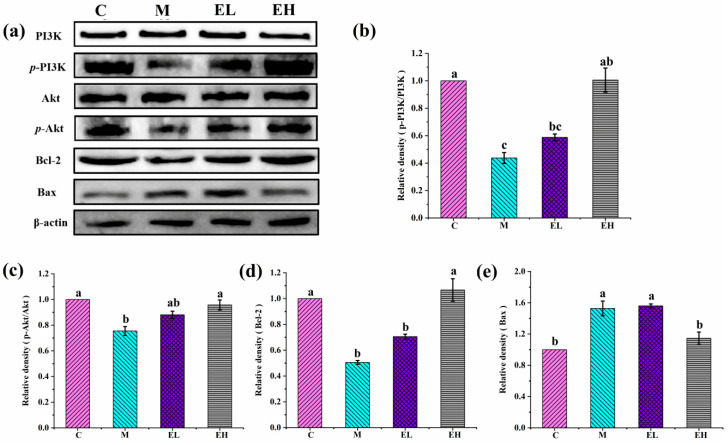 C M EL EH
(a)
PI3K
p-PI3K
Akt
p-Akt
Bcl-2
Bax
β-actin
(b)
Relative density ( p-PI3K/PI3K )
1.2
1.0
0.8
0.6
0.4
0.2
0.0
a
c
bc
ab
C M EL EH
(c)
Relative density ( p-Akt/Akt )
1.2
1.0
0.8
0.6
0.4
0.2
0.0
a
b
ab
a
C M EL EH
(d)
Relative density ( Bcl-2 )
1.2
1.0
0.8
0.6
0.4
0.2
0.0
a
b
b
a
C M EL EH
(e)
Relative density ( Bax )
2.0
1.6
1.2
0.8
0.4
0.0
b
a
a
b
C M EL EH